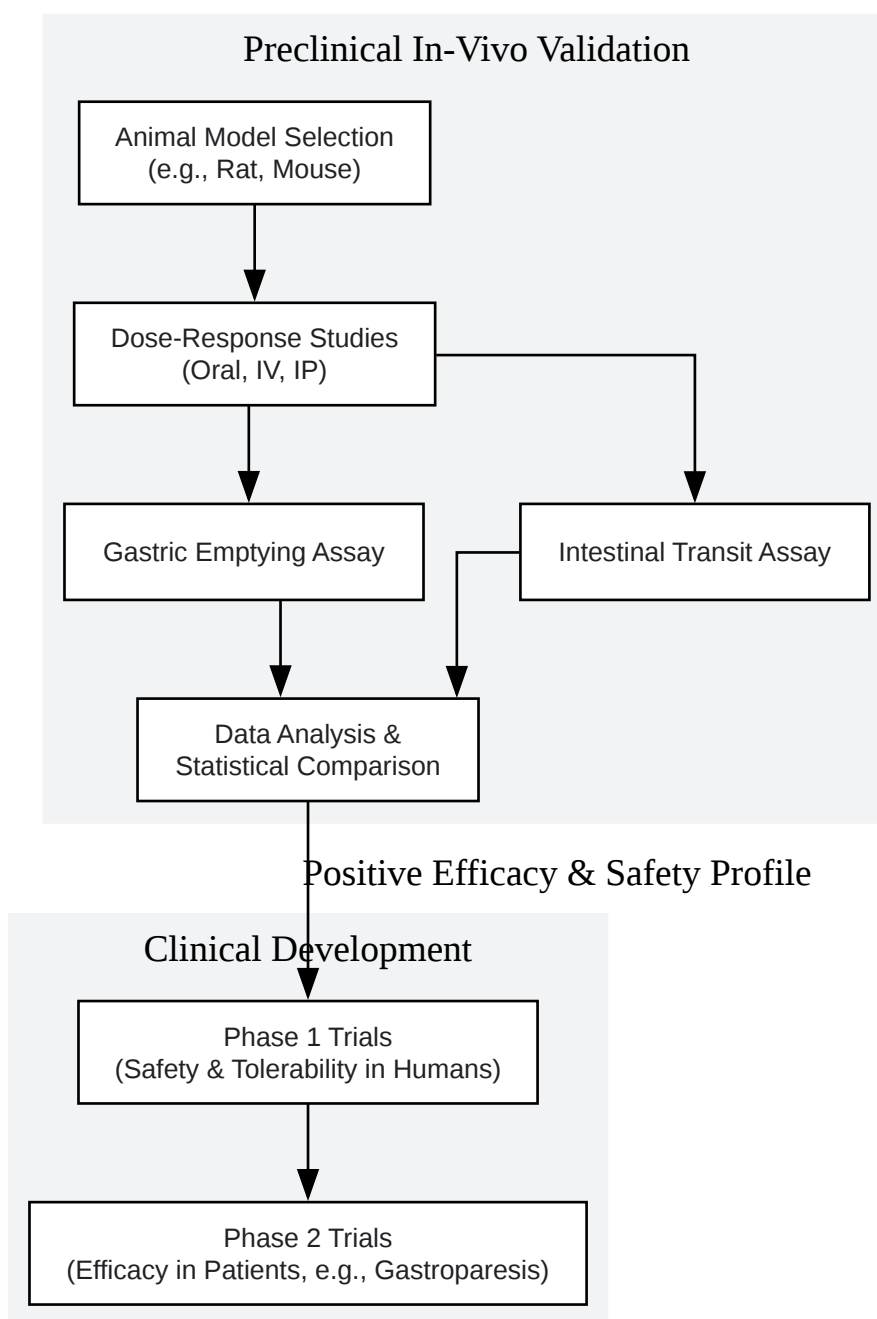 Preclinical In-Vivo Validation
Animal Model Selection
(e.g., Rat, Mouse)
Dose-Response Studies
(Oral, IV, IP)
Gastric Emptying Assay
Intestinal Transit Assay
Data Analysis &
Statistical Comparison
Positive Efficacy & Safety Profile
Clinical Development
Phase 1 Trials
(Safety & Tolerability in Humans)
Phase 2 Trials
(Efficacy in Patients, e.g., Gastroparesis)